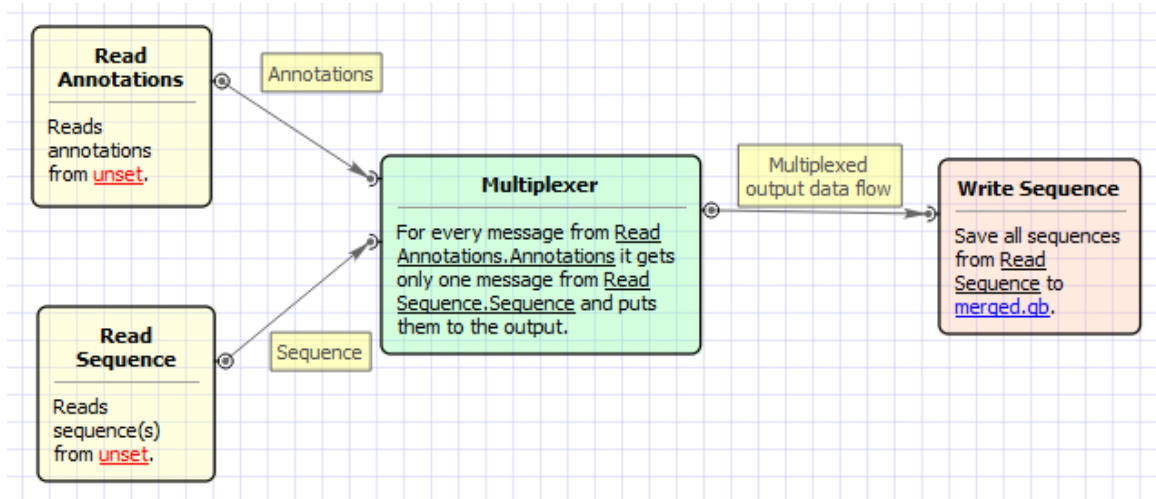 Read
Annotations
Reads
annotations
from unset.
Annotations
Read
Sequence
Reads
sequence(s)
from unset.
Sequence
Multiplexer
For every message from Read
Annotations.Annotations it gets
only one message from Read
Sequence.Sequence and puts
them to the output.
Multiplexed
output data flow
Write Sequence
Save all sequences
from Read
Sequence to
merged.gb.